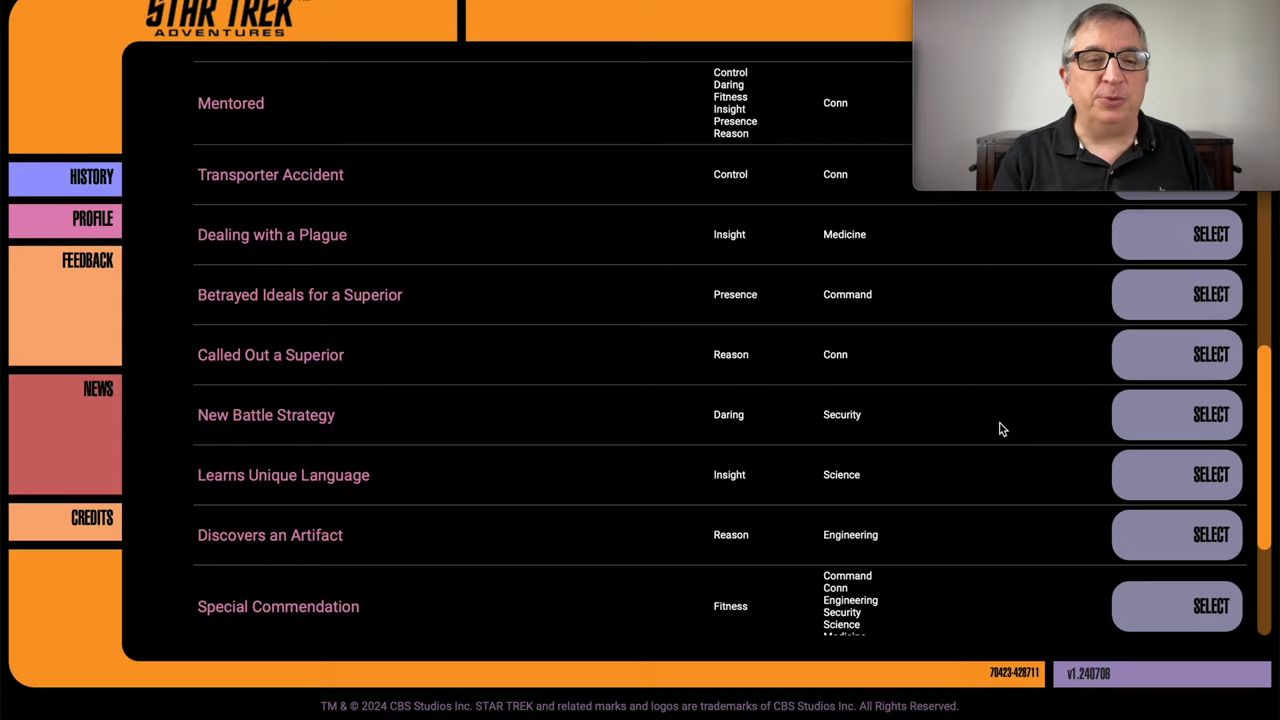 STAR TREK
ADVENTURES
HISTORY
PROFILE
FEEDBACK
NEWS
CREDITS
Mentored
Control
Daring
Fitness
Insight
Presence
Reason
Conn
Transporter Accident
Control
Conn
Dealing with a Plague
Insight
Medicine
SELECT
Betrayed Ideals for a Superior
Presence
Command
SELECT
Called Out a Superior
Reason
Conn
SELECT
New Battle Strategy
Daring
Security
SELECT
Learns Unique Language
Insight
Science
SELECT
Discovers an Artifact
Reason
Engineering
SELECT
Special Commendation
Fitness
Command
Conn
Engineering
Security
Science
Medicine
SELECT
70423-428711
v1.240706
TM & © 2024 CBS Studios Inc. STAR TREK and related marks and logos are trademarks of CBS Studios Inc. All Rights Reserved.